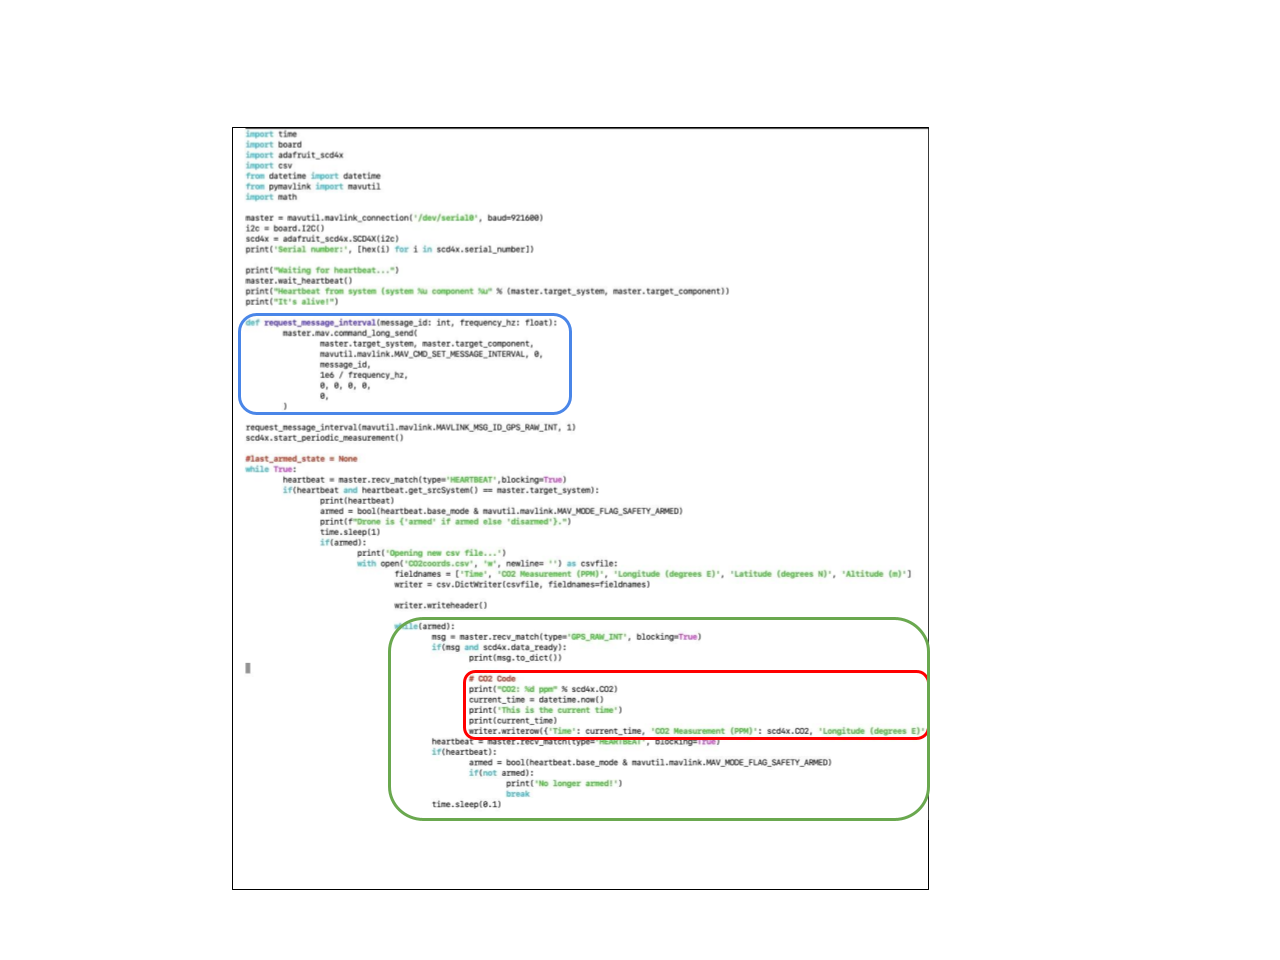 import time
import board
import adafruit_scd4x
import csv
from datetime import datetime
from pymavlink import mavutil
import math
master = mavutil.mavlink_connection('/dev/serial0', baud=921600)
i2c = board.I2C()
scd4x = adafruit_scd4x.SCD4X(i2c)
print('Serial number:', [hex(i) for i in scd4x.serial_number])
print("Waiting for heartbeat...")
master.wait_heartbeat()
print("Heartbeat from system (system %u component %u" % (master.target_system, master.target_component))
print("It's alive!")
def request_message_interval(message_id: int, frequency_hz: float):
master.mav.command_long_send(
master.target_system, master.target_component,
mavutil.mavlink.MAV_CMD_SET_MESSAGE_INTERVAL, 0,
message_id,
1e6 / frequency_hz,
0, 0, 0, 0,
0,
)
request_message_interval(mavutil.mavlink.MAVLINK_MSG_ID_GPS_RAW_INT, 1)
scd4x.start_periodic_measurement()
#last_armed_state = None
while True:
heartbeat = master.recv_match(type='HEARTBEAT',blocking=True)
if(heartbeat and heartbeat.get_srcSystem() == master.target_system):
print(heartbeat)
armed = bool(heartbeat.base_mode & mavutil.mavlink.MAV_MODE_FLAG_SAFETY_ARMED)
print(f"Drone is {'armed' if armed else 'disarmed'}.")
time.sleep(1)
if(armed):
print('Opening new csv file...')
with open('CO2coords.csv', 'w', newline= '') as csvfile:
fieldnames = ['Time', 'CO2 Measurement (PPM)', 'Longitude (degrees E)', 'Latitude (degrees N)', 'Altitude (m)']
writer = csv.DictWriter(csvfile, fieldnames=fieldnames)
writer.writeheader()
while(armed):
msg = master.recv_match(type='GPS_RAW_INT', blocking=True)
if(msg and scd4x.data_ready):
print(msg.to_dict())
# CO2 Code
print("CO2: %d ppm" % scd4x.CO2)
current_time = datetime.now()
print('This is the current time')
print(current_time)
writer.writerow({'Time': current_time, 'CO2 Measurement (PPM)': scd4x.CO2, 'Longitude (degrees E)'
heartbeat = master.recv_match(type='HEARTBEAT', blocking=True)
if(heartbeat):
armed = bool(heartbeat.base_mode & mavutil.mavlink.MAV_MODE_FLAG_SAFETY_ARMED)
if(not armed):
print('No longer armed!')
break
time.sleep(0.1)